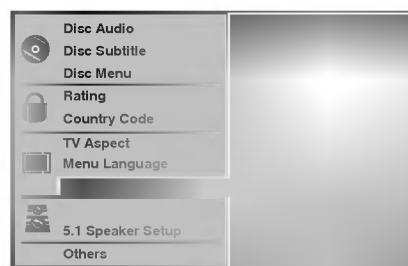 Disc Audio
Disc Subtitle
Disc Menu
Rating
Country Code
TV Aspect
Menu Language
5.1 Speaker Setup
Others